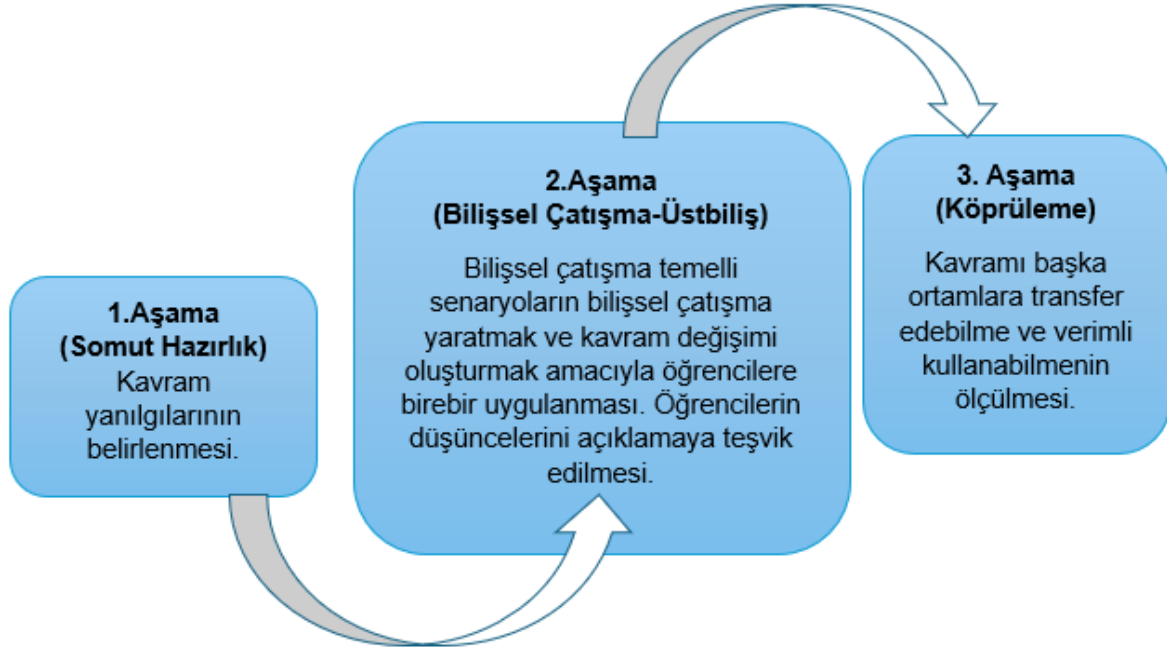 1.Aşama
(Somut Hazırlık)
Kavram
yanılgılarının
belirlenmesi.
2.Aşama
(Bilişsel Çatışma-Üstbiliş)
Bilişsel çatışma temelli
senaryoların bilişsel çatışma
yaratmak ve kavram değişimi
oluşturmak amacıyla öğrencilere
birebir uygulanması. Öğrencilerin
düşüncelerini açıklamaya teşvik
edilmesi.
3. Aşama
(Köprüleme)
Kavramı başka
ortamlara transfer
edebilme ve verimli
kullanabilmenin
ölçülmesi.